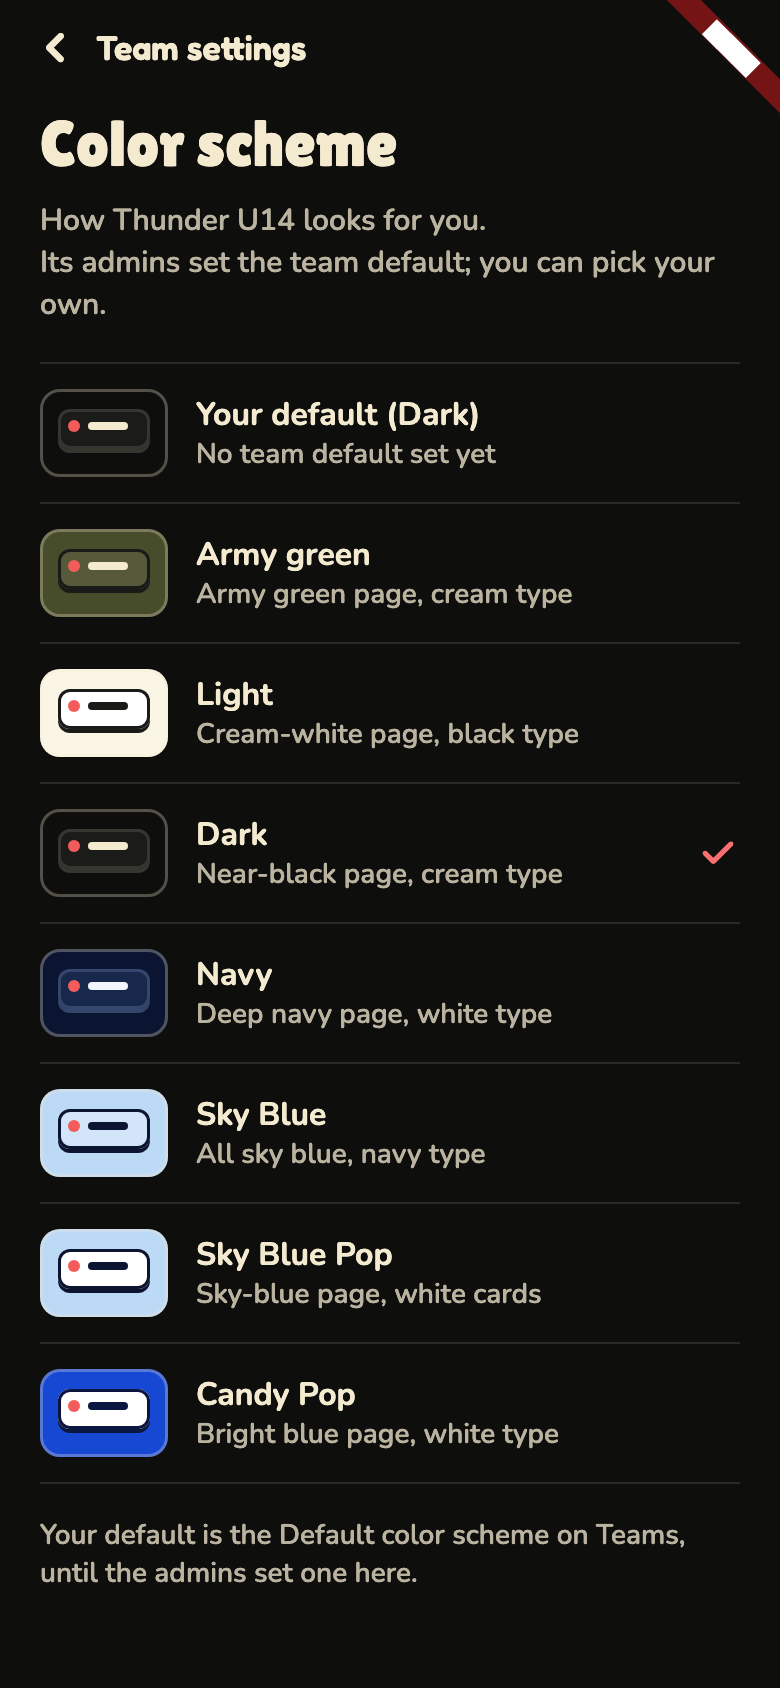 Team settings
Color scheme
How Thunder U14 looks for you.
Its admins set the team default; you can pick your
own.
Your default (Dark)
No team default set yet
Army green
Army green page, cream type
Light
Cream-white page, black type
Dark
Near-black page, cream type
Navy
Deep navy page, white type
Sky Blue
All sky blue, navy type
Sky Blue Pop
Sky-blue page, white cards
Candy Pop
Bright blue page, white type
Your default is the Default color scheme on Teams,
until the admins set one here.